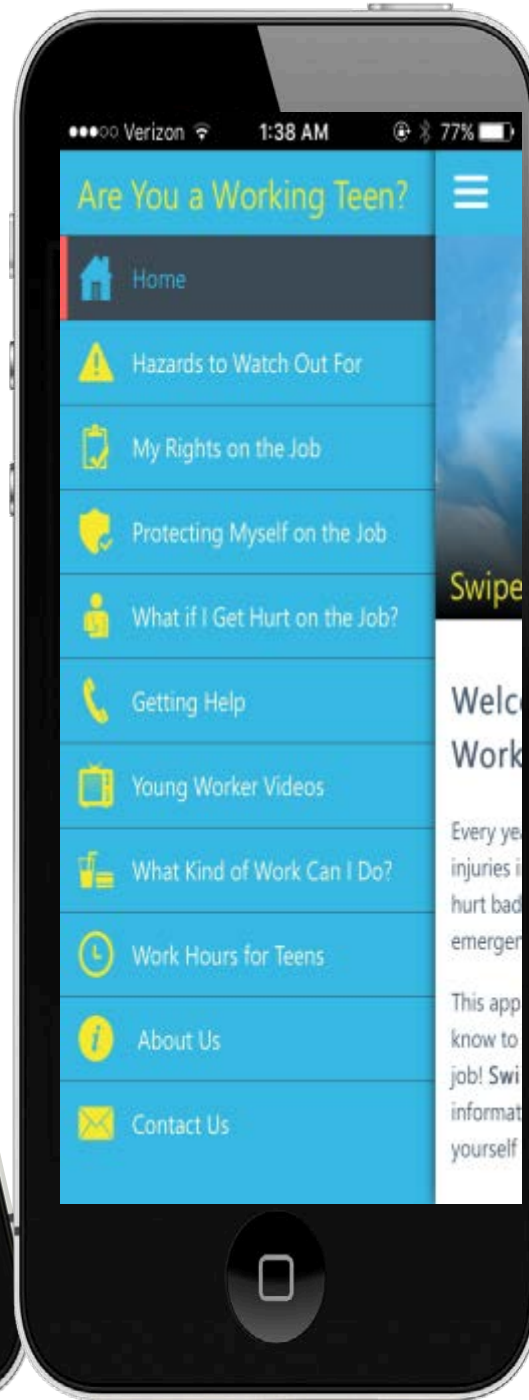 Verizon 1:38 AM 77%
Are You a Working Teen?
Home
Hazards to Watch Out For
My Rights on the Job
Protecting Myself on the Job
What if I Get Hurt on the Job?
Getting Help
Young Worker Videos
What Kind of Work Can I Do?
Work Hours for Teens
About Us
Contact Us
Swipe
Welc
Work
Every yea
injuries i
hurt bad
emerger
This app
know to
job! Swi
informat
yourself